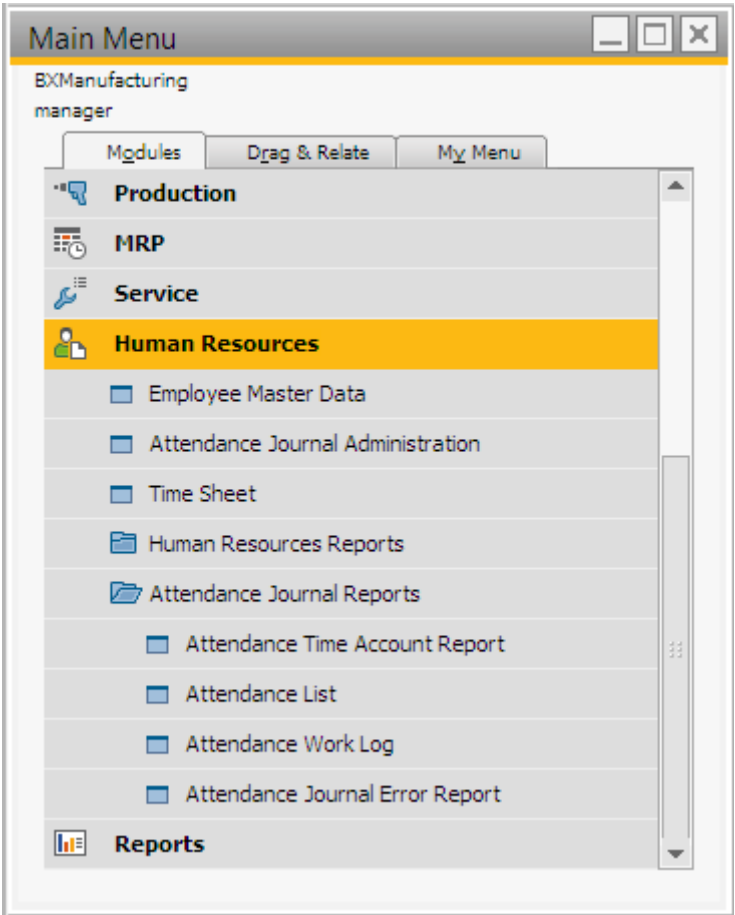 Main Menu
BXManufacturing
manager
Modules Drag & Relate My Menu
Production
MRP
Service
Human Resources
Employee Master Data
Attendance Journal Administration
Time Sheet
Human Resources Reports
Attendance Journal Reports
Attendance Time Account Report
Attendance List
Attendance Work Log
Attendance Journal Error Report
Reports